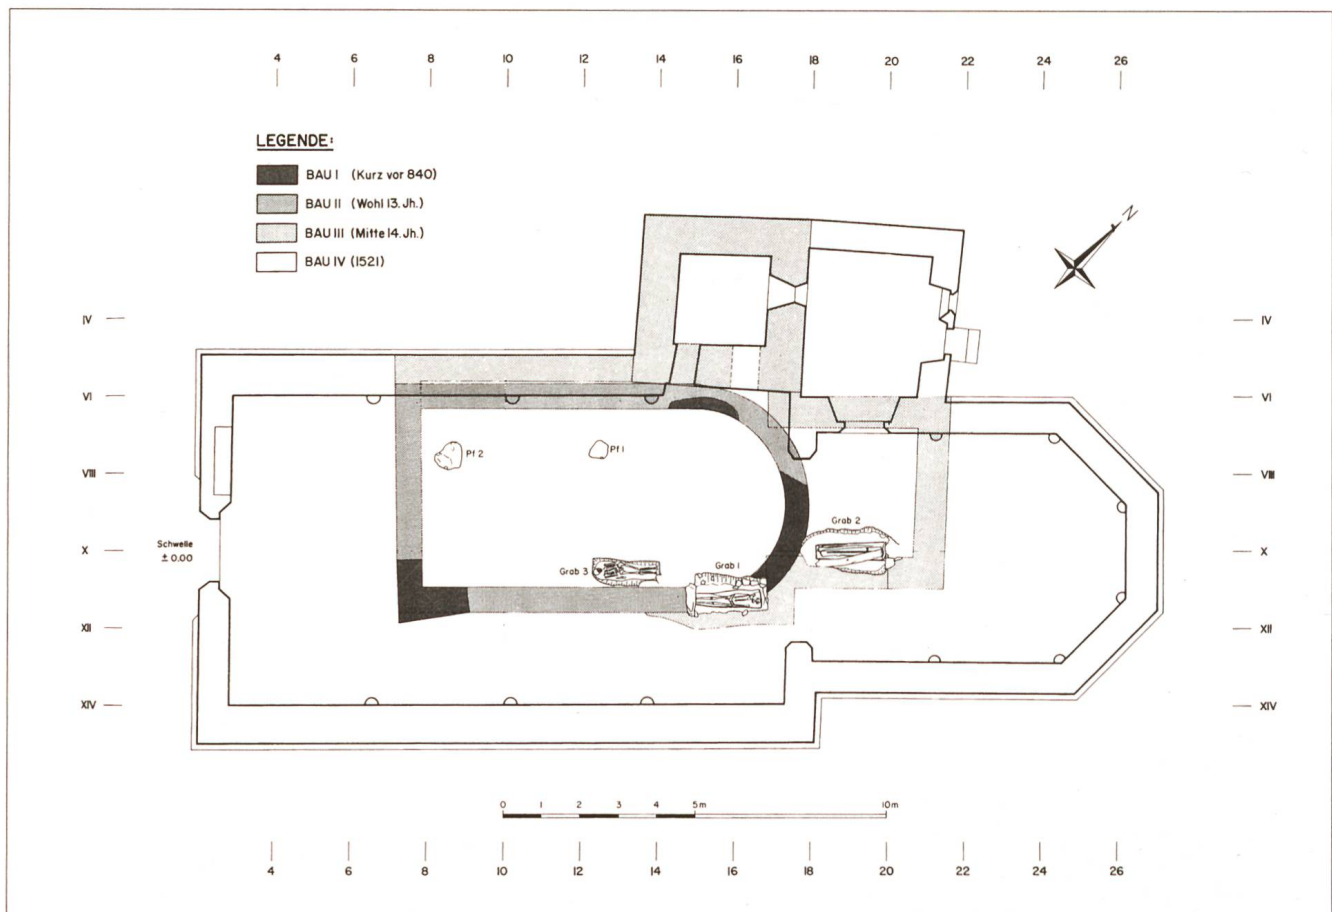 4 6 8 10 12 14 16 18 20 22 24 26
LEGENDE:
BAU I (Kurz vor 840)
BAU II (Wohl 13. Jh.)
BAU III (Mitte 14. Jh.)
BAU IV (1521)
N
IV IV
VI VI
Pf 2 Pf 1
VIII VIII
Grab 2
Schwelle
± 0.00
X X
Grab 3 Grab 1
XII XII
XIV XIV
0 1 2 3 4 5m 10m
4 6 8 10 12 14 16 18 20 22 24 26